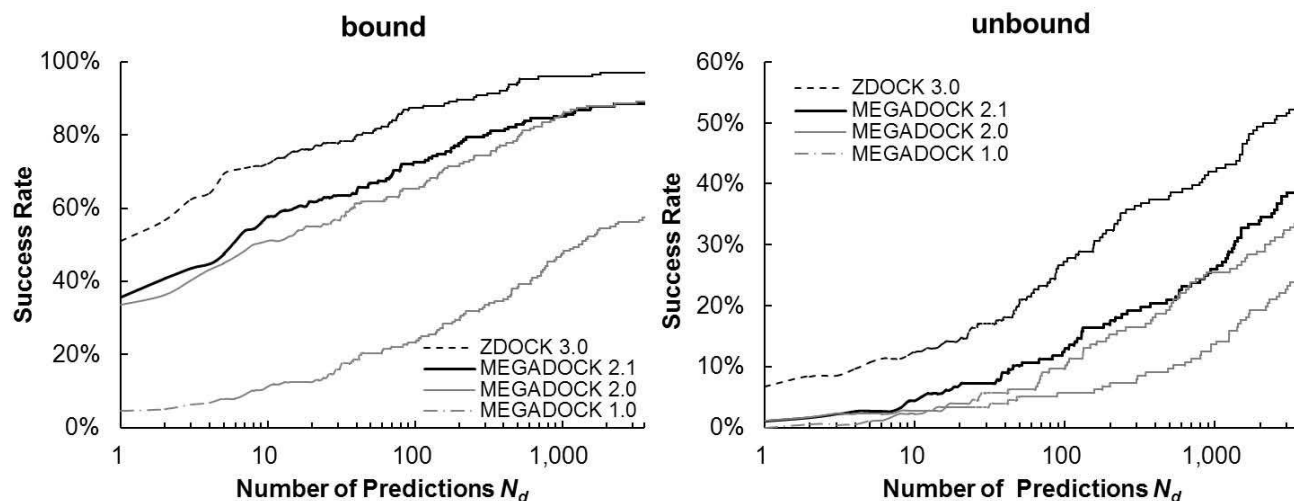 bound
100%
80%
60%
40%
20%
0%
Success Rate
ZDOCK 3.0
MEGADOCK 2.1
MEGADOCK 2.0
MEGADOCK 1.0
1
10
100
1,000
Number of Predictions N_d
unbound
60%
50%
40%
30%
20%
10%
0%
Success Rate
ZDOCK 3.0
MEGADOCK 2.1
MEGADOCK 2.0
MEGADOCK 1.0
1
10
100
1,000
Number of Predictions N_d